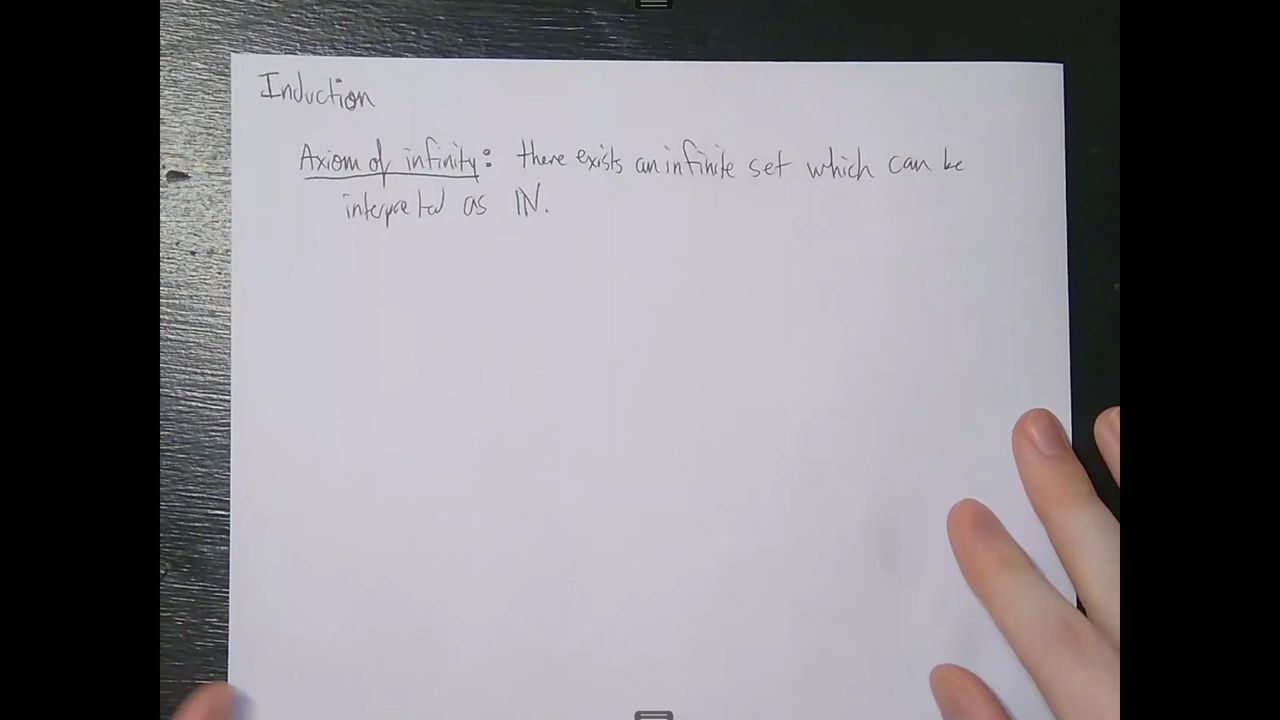 Induction
Axiom of infinity: there exists an infinite set which can be
interpreted as ℕ.